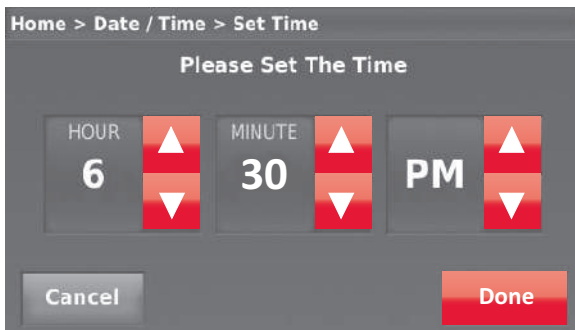 Home > Date / Time > Set Time
Please Set The Time
HOUR MINUTE
6 30 PM
Cancel Done